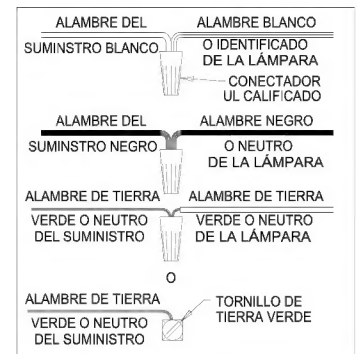 ALAMBRE DEL ALAMBRE BLANCO
SUMINSTRO BLANCO O IDENTIFICADO
DE LA LÁMPARA
CONECTADOR
UL CALIFICADO
ALAMBRE DEL ALAMBRE NEGRO
SUMINSTRO NEGRO O NEUTRO
DE LA LÁMPARA
ALAMBRE DE TIERRA ALAMBRE DE TIERRA
VERDE O NEUTRO VERDE O NEUTRO
DEL SUMINISTRO DE LA LÁMPARA
O
ALAMBRE DE TIERRA TORNILLO DE
VERDE O NEUTRO TIERRA VERDE
DEL SUMINISTRO